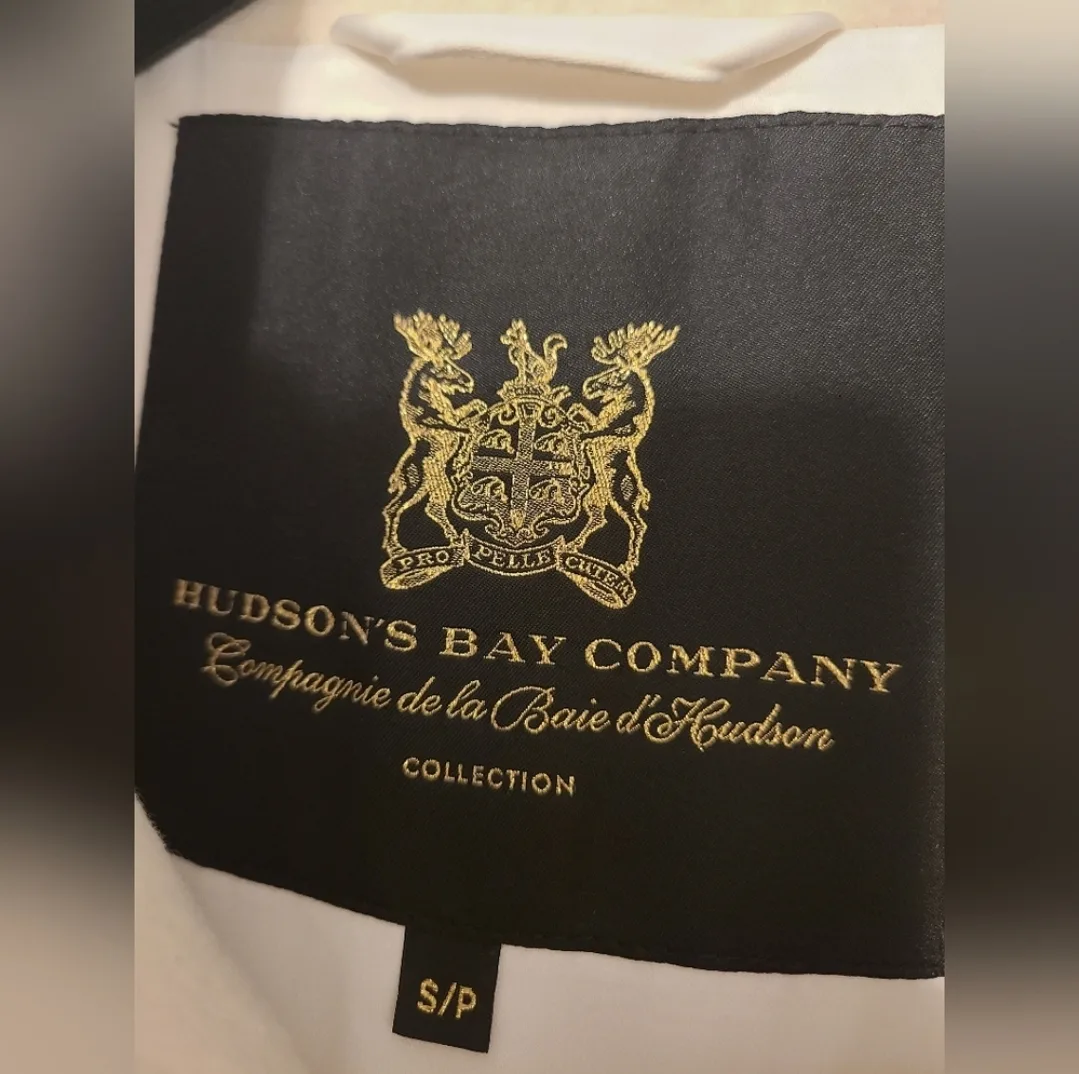 PRO PELLE CUTEM
HUDSON'S BAY COMPANY
Compagnie de la Baie d'Hudson
COLLECTION
S/P